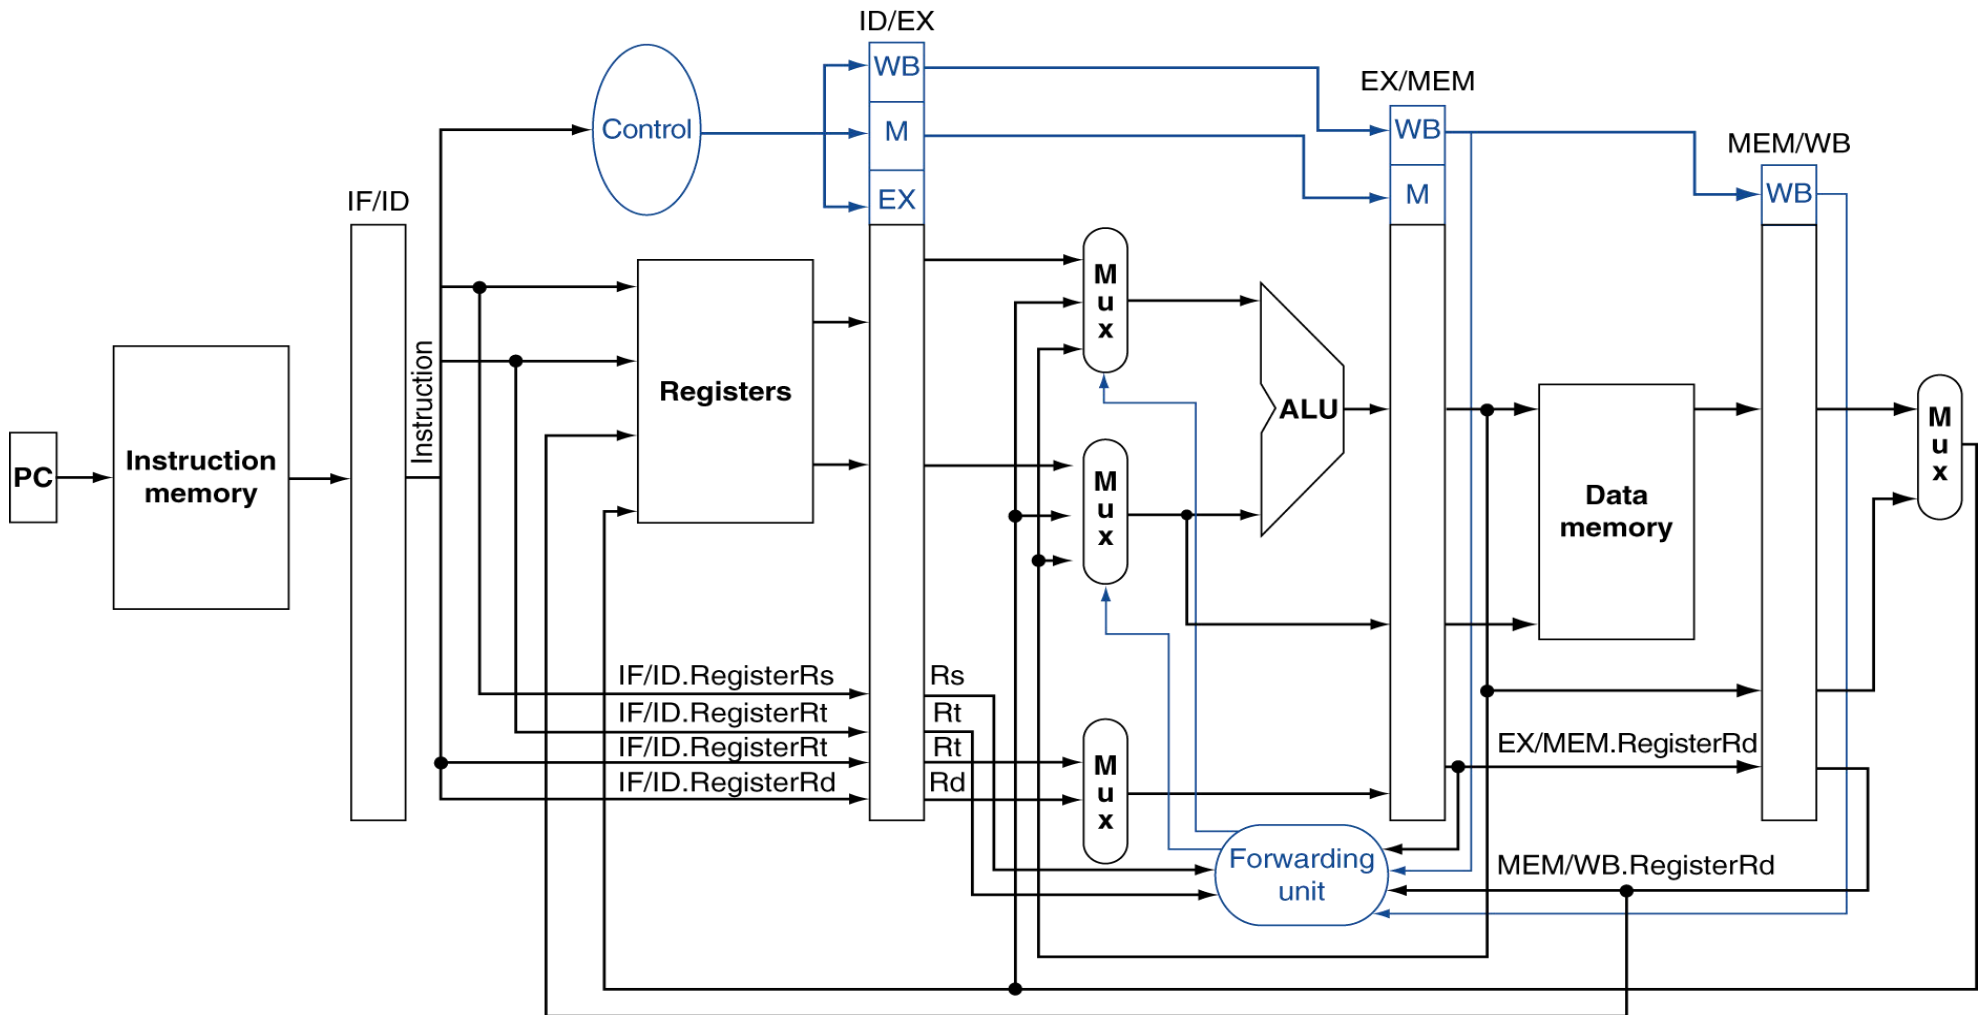 ID/EX
WB
EX/MEM
Control
M
WB
MEM/WB
IF/ID
EX
M
WB
M
u
x
Instruction
Registers
ALU
M
u
x
PC
Instruction
memory
M
u
x
Data
memory
IF/ID.RegisterRs
Rs
IF/ID.RegisterRt
Rt
IF/ID.RegisterRt
Rt
IF/ID.RegisterRd
Rd
M
u
x
EX/MEM.RegisterRd
Forwarding
unit
MEM/WB.RegisterRd